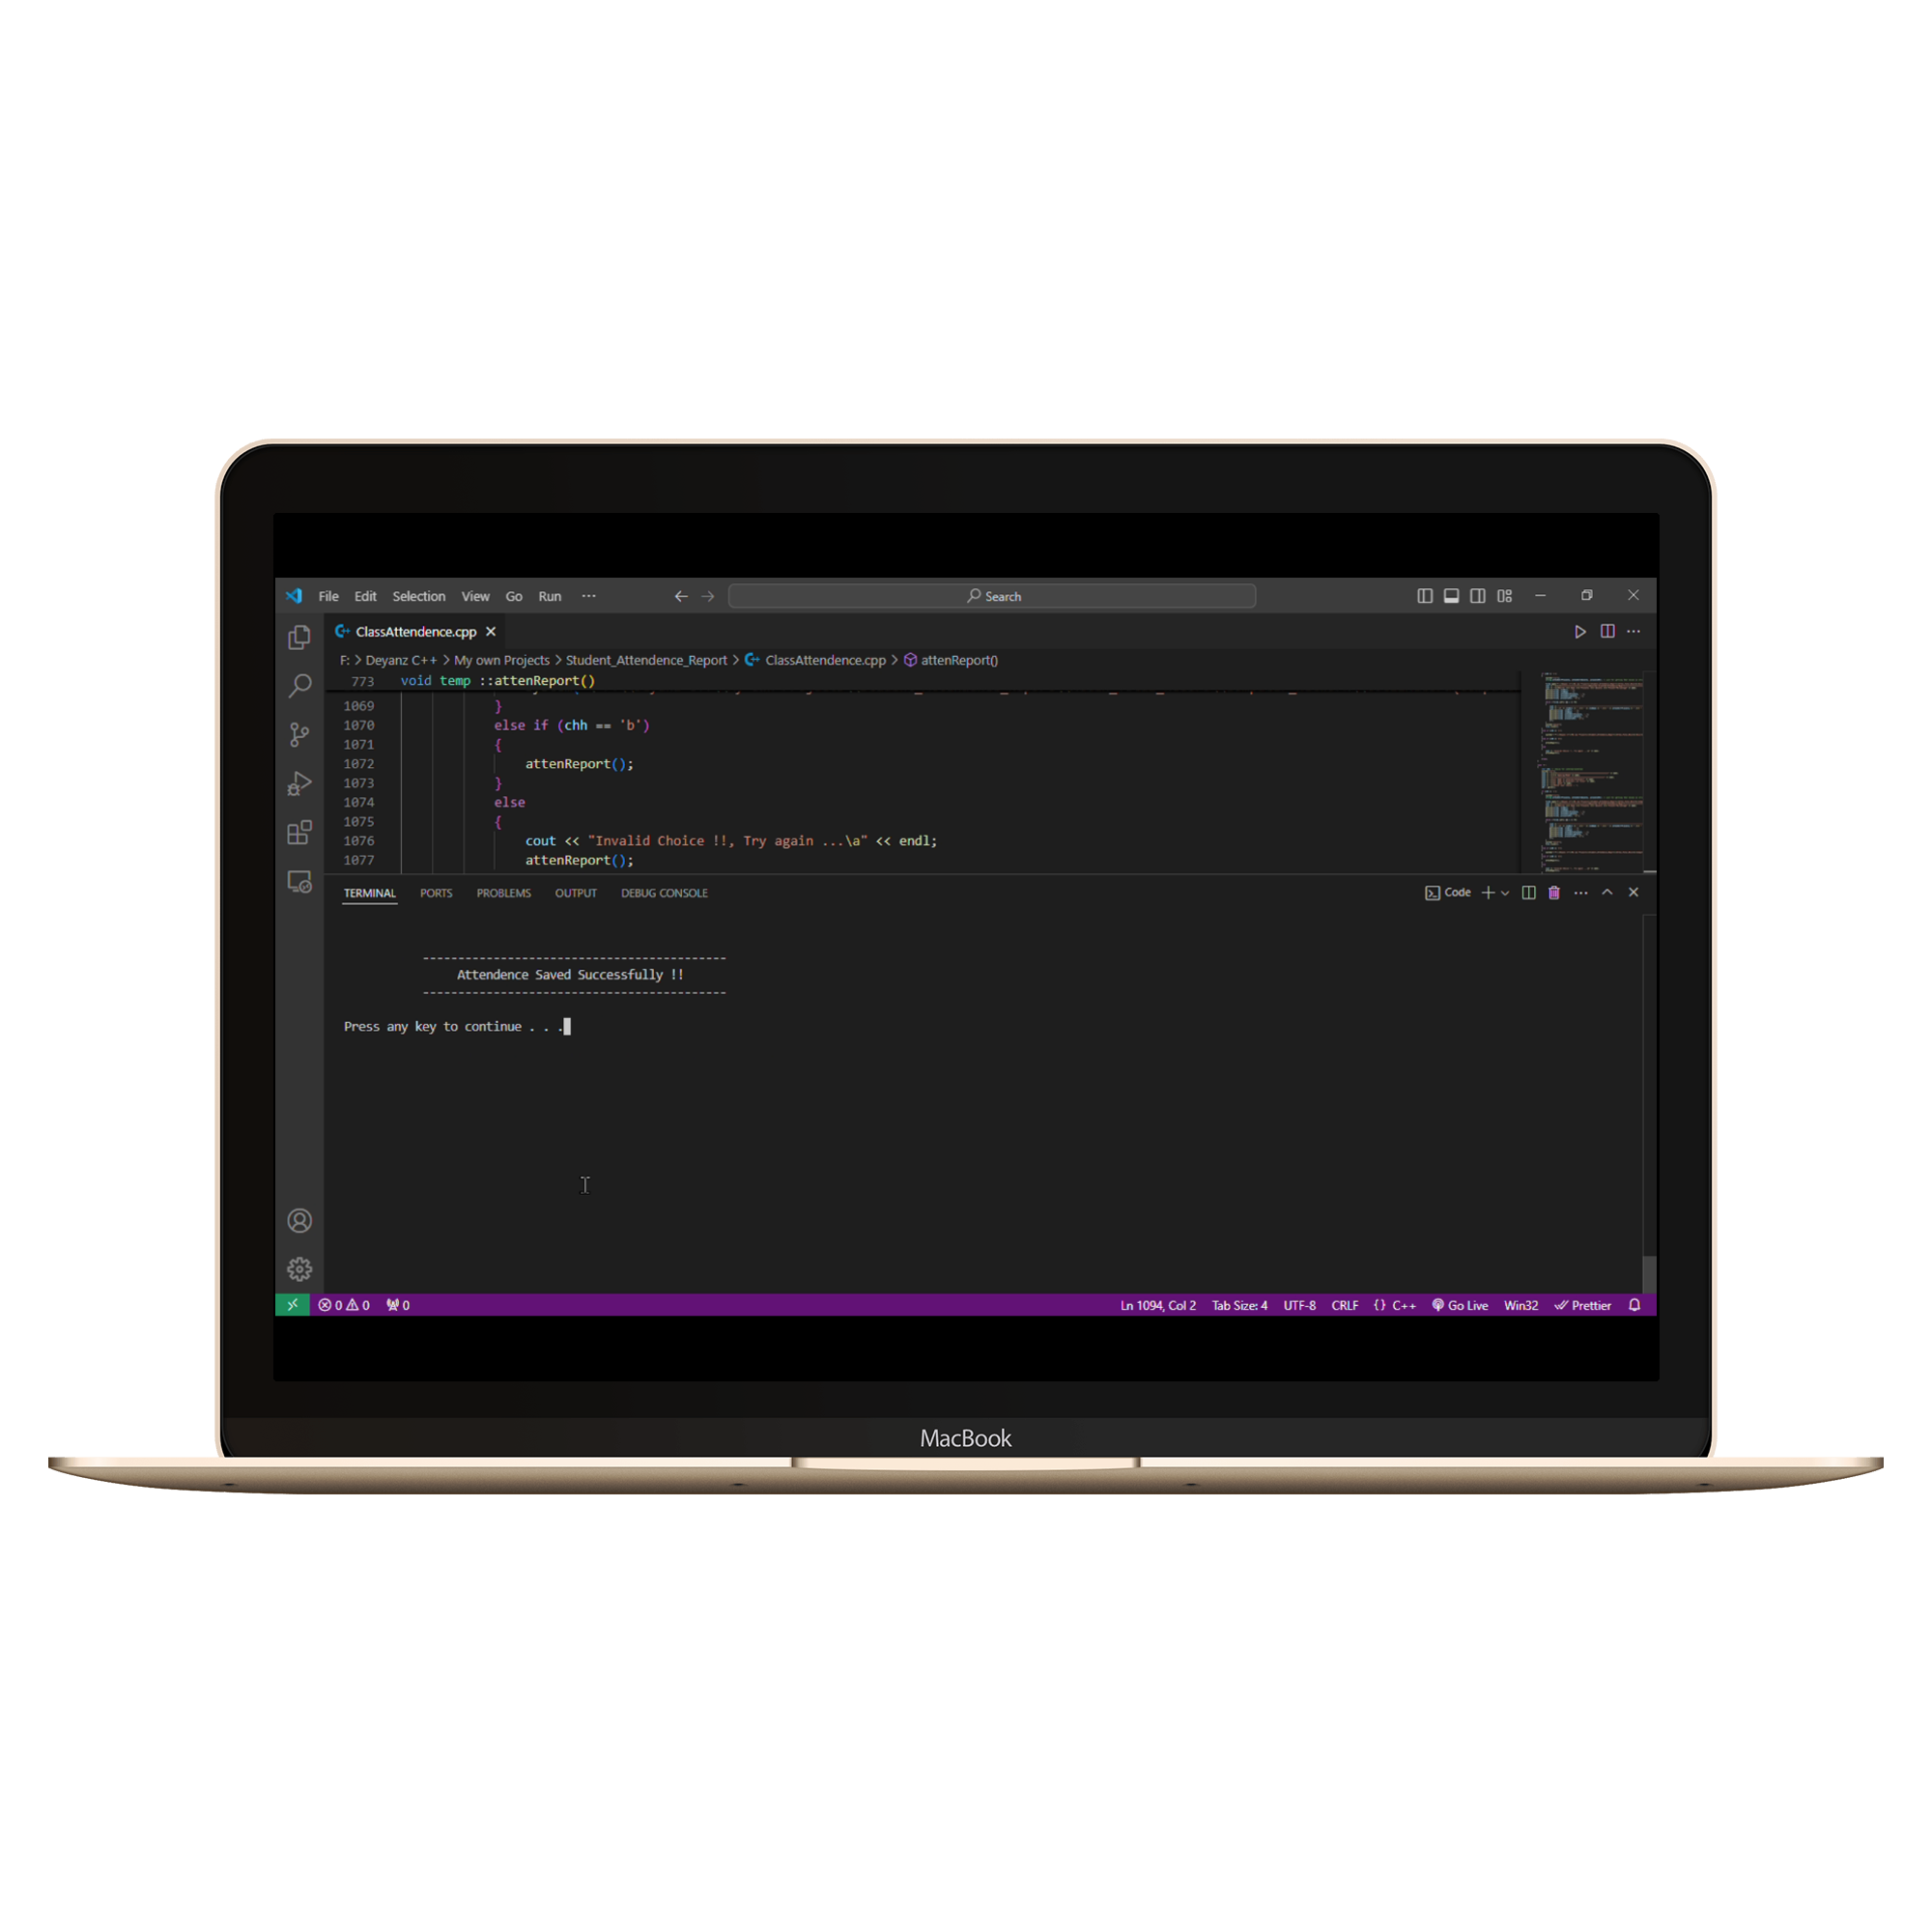 File Edit Selection View Go Run ··· Search
ClassAttendence.cpp
F: > Deyanz C++ > My own Projects > Student_Attendence_Report > ClassAttendence.cpp > attenReport()
773 void temp ::attenReport()
1069 }
1070 else if (chh == 'b')
1071 {
1072 attenReport();
1073 }
1074 else
1075 {
1076 cout << "Invalid Choice !!, Try again ...\a" << endl;
1077 attenReport();
TERMINAL PORTS PROBLEMS OUTPUT DEBUG CONSOLE Code
-------------------------------------------
Attendence Saved Successfully !!
-------------------------------------------
Press any key to continue . . .
0 0 0 Ln 1094, Col 2 Tab Size: 4 UTF-8 CRLF {} C++ Go Live Win32 Prettier
MacBook